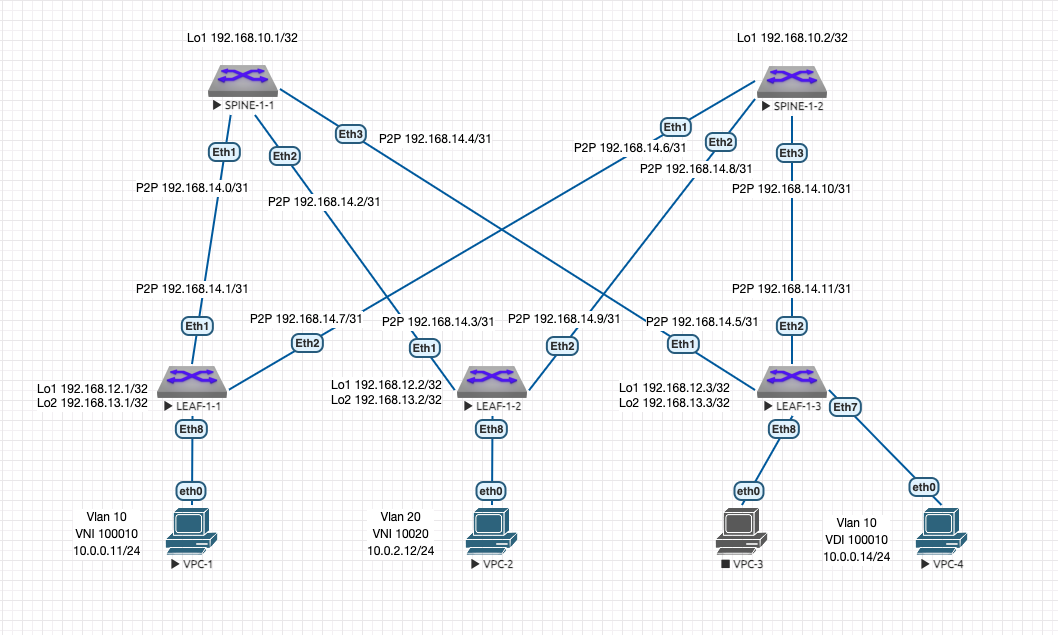 Lo1 192.168.10.1/32
Lo1 192.168.10.2/32
SPINE-1-1
SPINE-1-2
Eth3
P2P 192.168.14.4/31
Eth1
P2P 192.168.14.6/31
Eth2
P2P 192.168.14.8/31
Eth1
Eth2
Eth3
P2P 192.168.14.0/31
P2P 192.168.14.2/31
P2P 192.168.14.10/31
P2P 192.168.14.1/31
P2P 192.168.14.11/31
P2P 192.168.14.7/31
P2P 192.168.14.3/31
P2P 192.168.14.9/31
P2P 192.168.14.5/31
Eth1
Eth2
Eth1
Eth2
Eth1
Eth2
Lo1 192.168.12.1/32
Lo2 192.168.13.1/32
LEAF-1-1
Lo1 192.168.12.2/32
Lo2 192.168.13.2/32
LEAF-1-2
Lo1 192.168.12.3/32
Lo2 192.168.13.3/32
LEAF-1-3
Eth7
Eth8
Eth8
Eth8
eth0
eth0
eth0
eth0
Vlan 10
VNI 100010
10.0.0.11/24
VPC-1
Vlan 20
VNI 10020
10.0.2.12/24
VPC-2
VPC-3
Vlan 10
VDI 100010
10.0.0.14/24
VPC-4